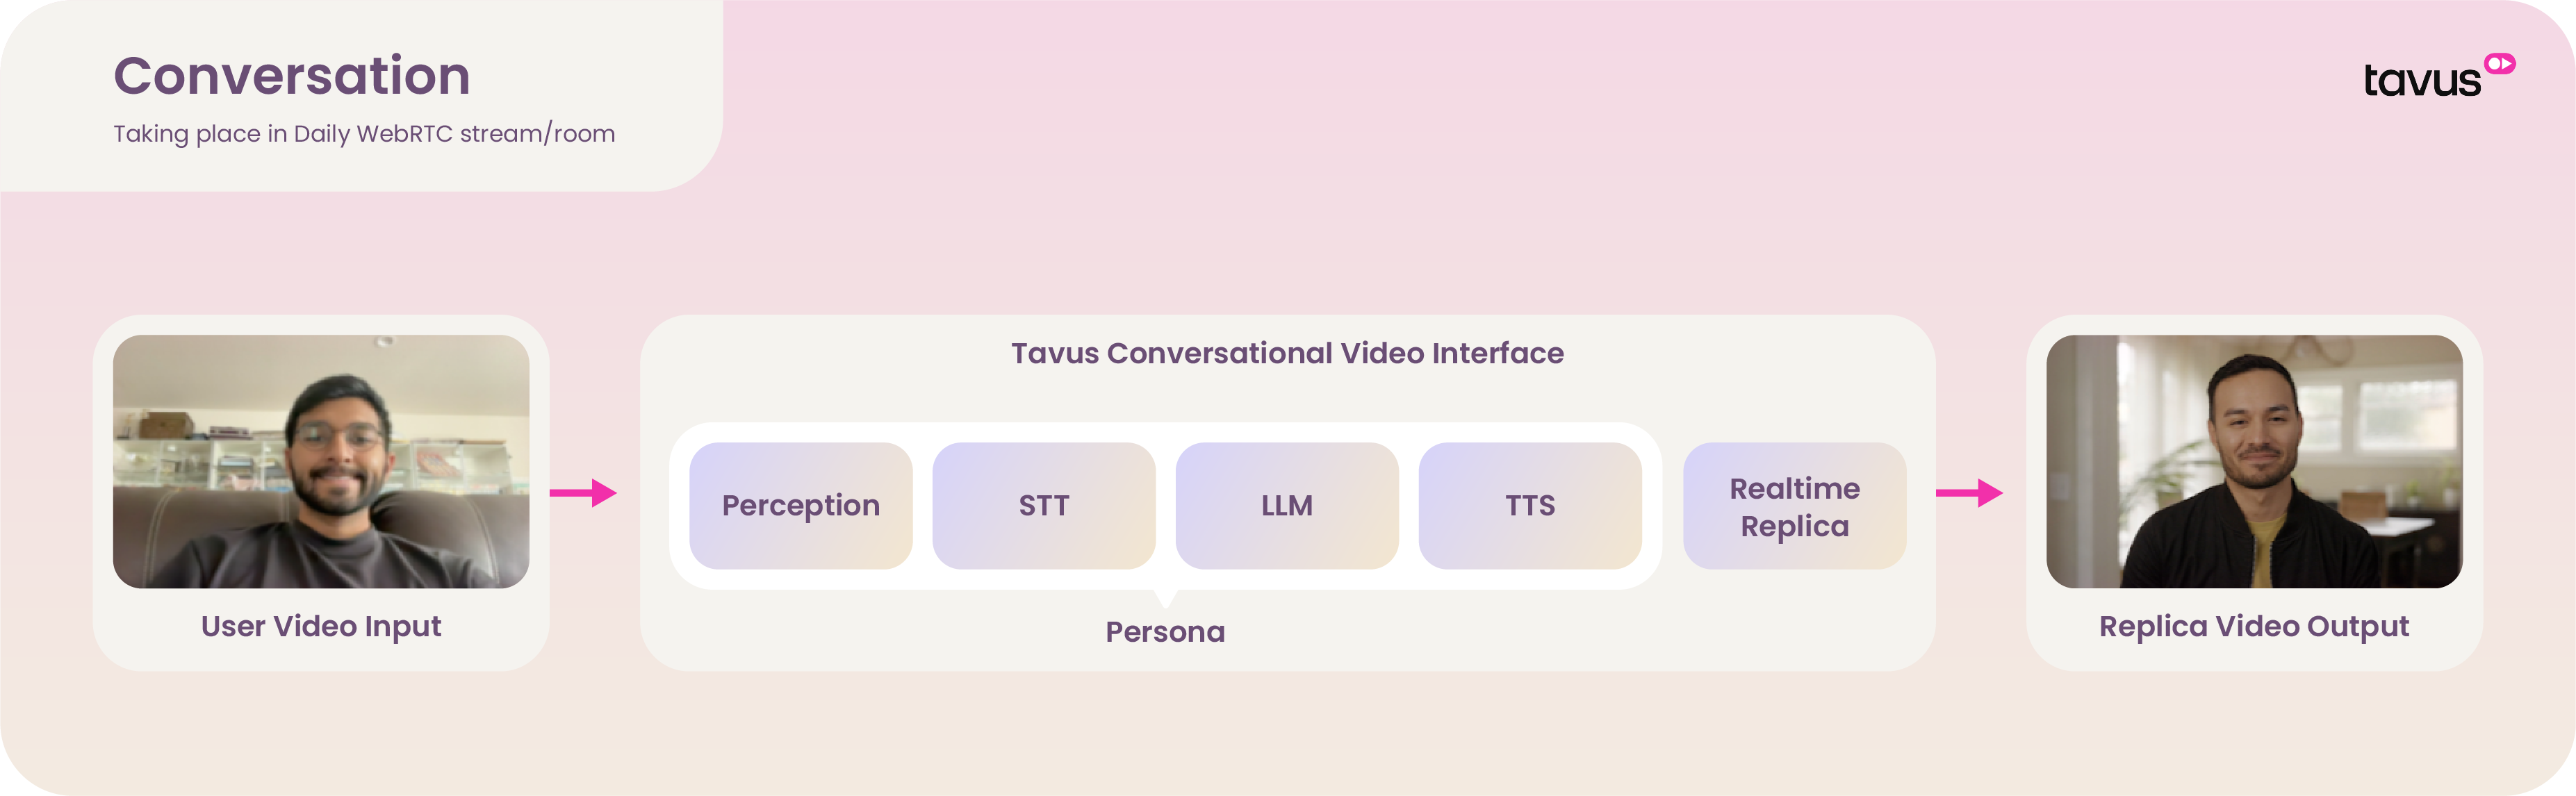 Conversation
Taking place in Daily WebRTC stream/room
tavus
Tavus Conversational Video Interface
Perception
STT
LLM
TTS
Realtime
Replica
User Video Input
Persona
Replica Video Output